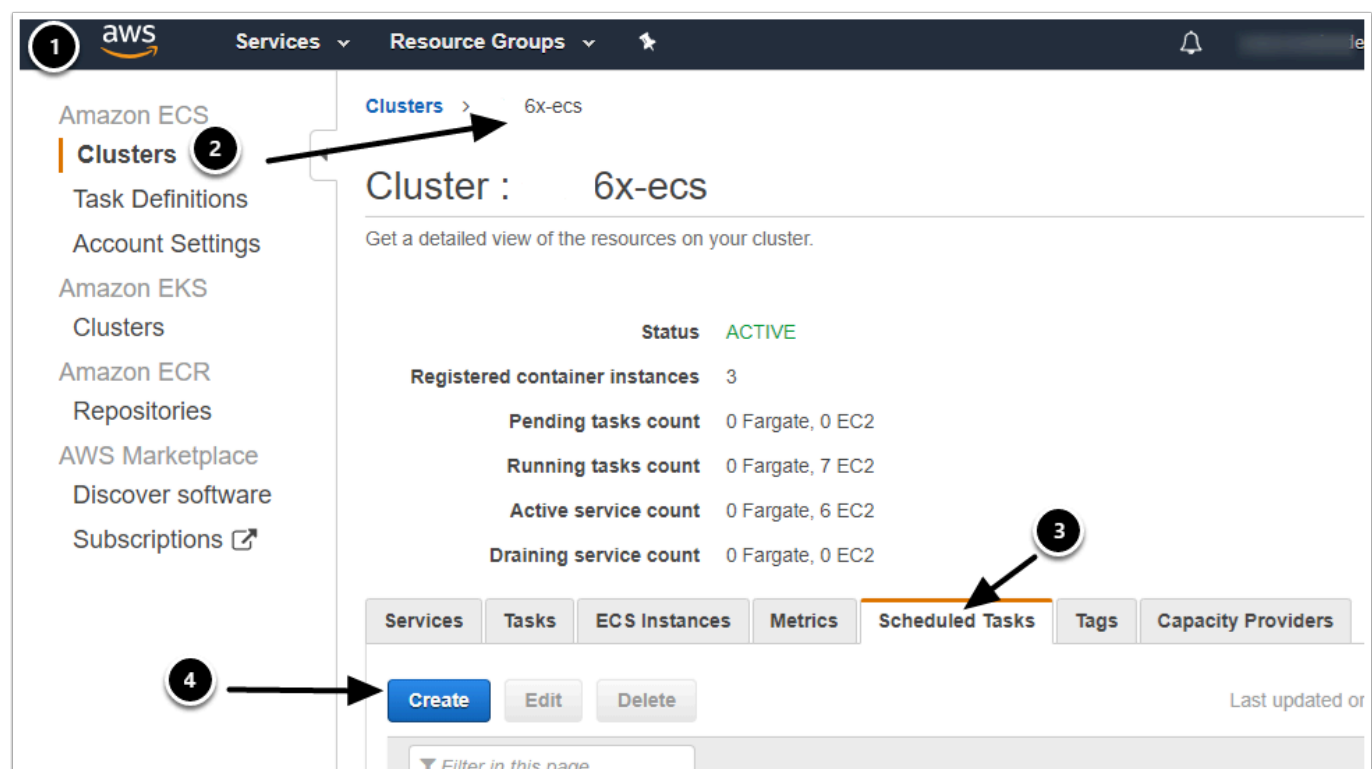 1 aws Services Resource Groups
Amazon ECS
Clusters 2
Task Definitions
Account Settings
Amazon EKS
Clusters
Amazon ECR
Repositories
AWS Marketplace
Discover software
Subscriptions
Clusters > 6x-ecs
Cluster : 6x-ecs
Get a detailed view of the resources on your cluster.
Status ACTIVE
Registered container instances 3
Pending tasks count 0 Fargate, 0 EC2
Running tasks count 0 Fargate, 7 EC2
Active service count 0 Fargate, 6 EC2
Draining service count 0 Fargate, 0 EC2
3
Services Tasks ECS Instances Metrics Scheduled Tasks Tags Capacity Providers
4 Create Edit Delete Last updated or
Filter in this page